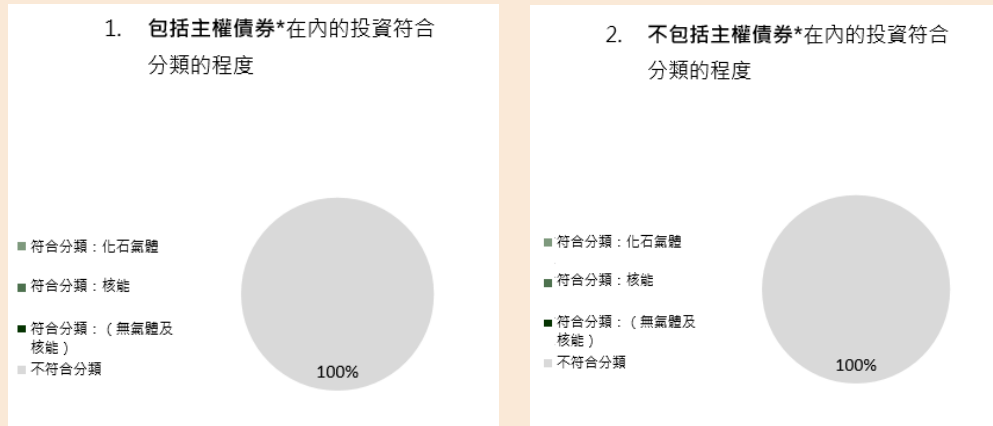 1. 包括主權債券*在內的投資符合
分類的程度
符合分類：化石氣體
符合分類：核能
符合分類：（無氣體及
核能）
不符合分類
100%
2. 不包括主權債券*在內的投資符合
分類的程度
符合分類：化石氣體
符合分類：核能
符合分類：（無氣體及
核能）
不符合分類
100%